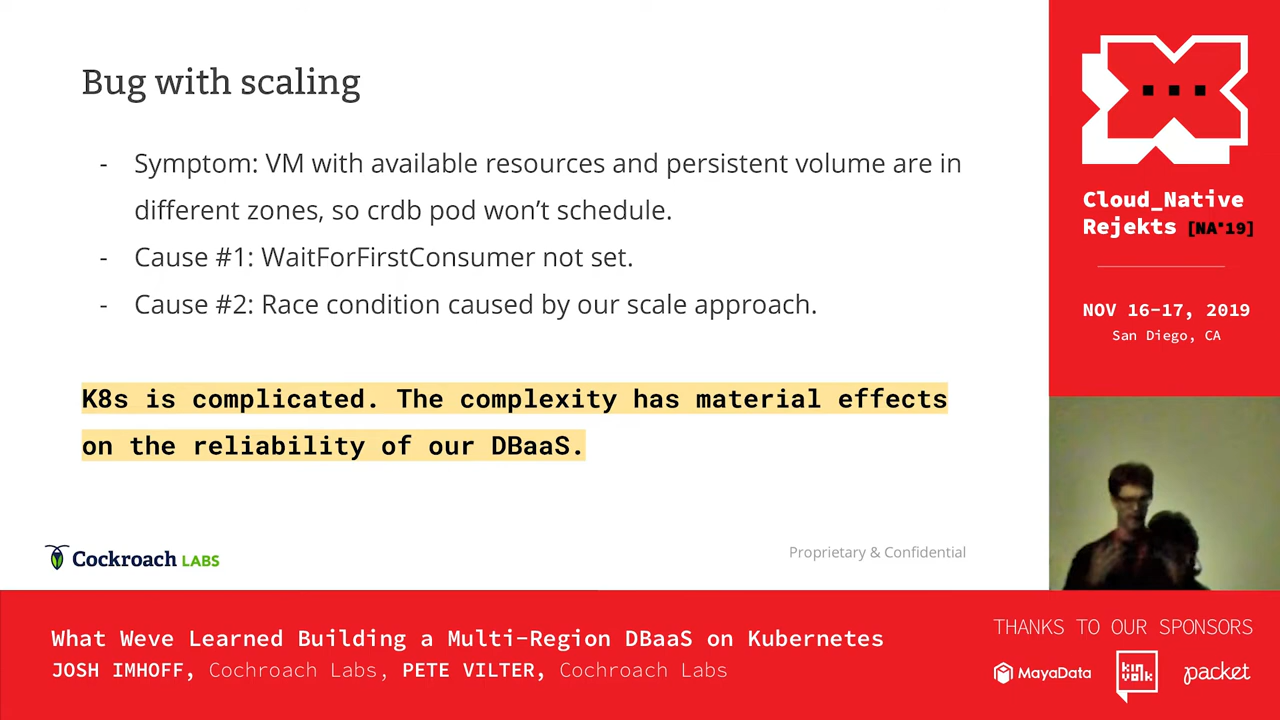 Bug with scaling
- Symptom: VM with available resources and persistent volume are in
different zones, so crdb pod won’t schedule.
- Cause #1: WaitForFirstConsumer not set.
- Cause #2: Race condition caused by our scale approach.
K8s is complicated. The complexity has material effects
on the reliability of our DBaaS.
Cockroach LABS
Proprietary & Confidential
Cloud_Native
Rejekts [NA'19]
NOV 16-17, 2019
San Diego, CA
What Weve Learned Building a Multi-Region DBaaS on Kubernetes
JOSH IMHOFF, Cochroach Labs, PETE VILTER, Cochroach Labs
THANKS TO OUR SPONSORS
MayaData
kin
volk
packet